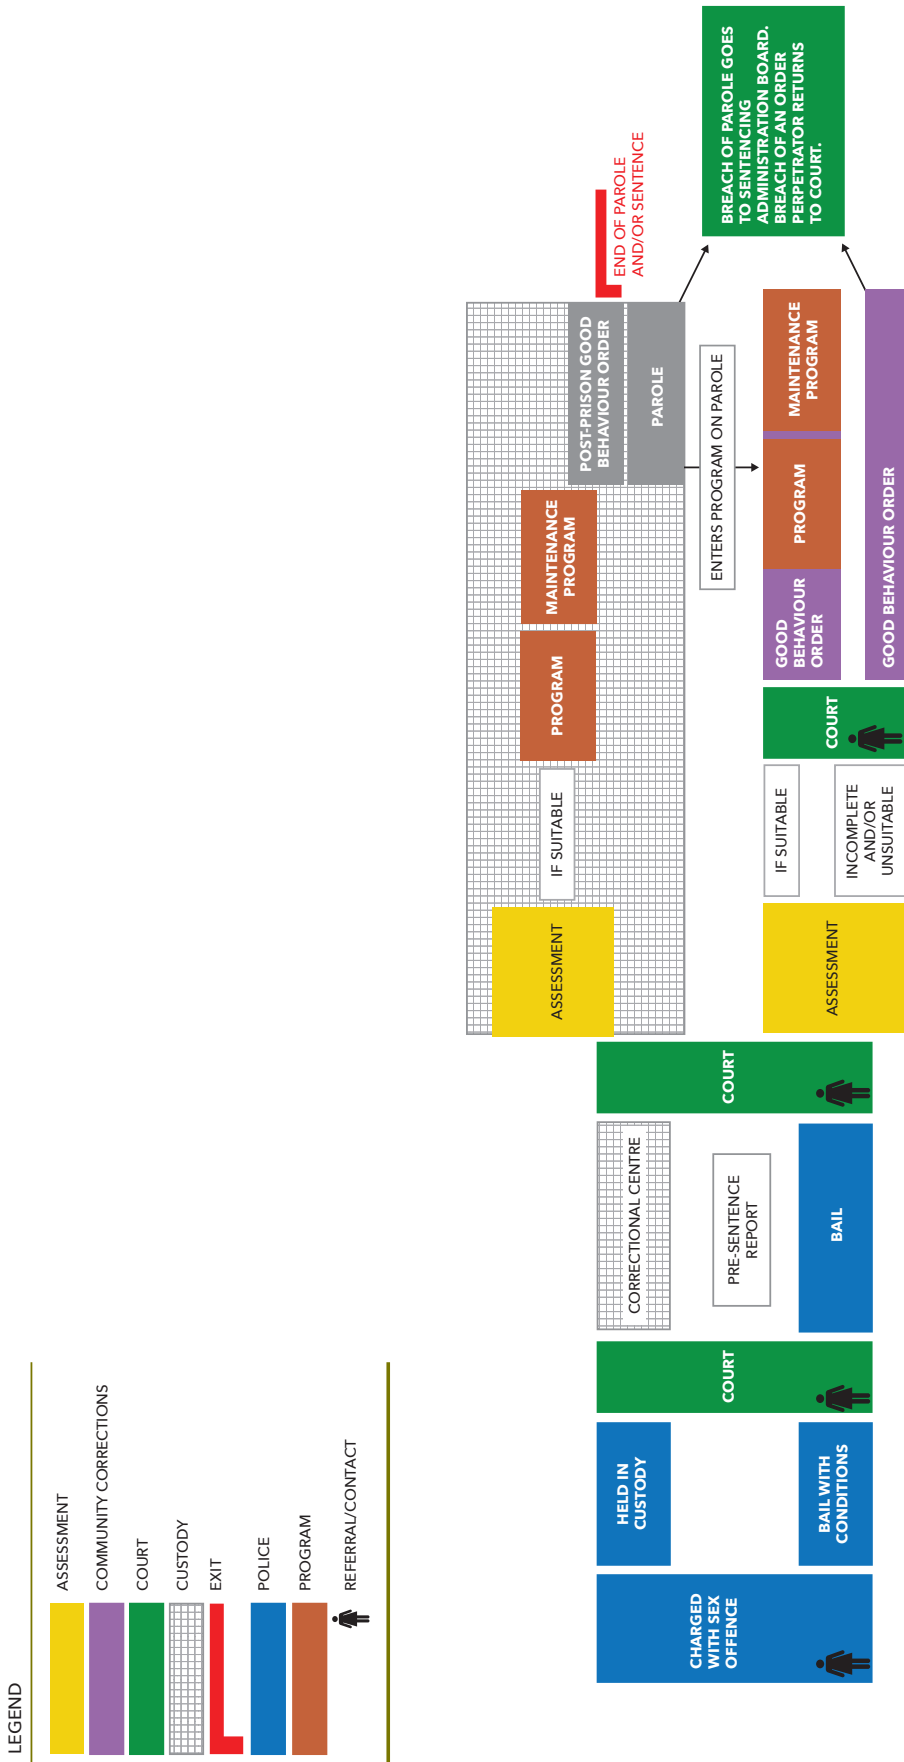 LEGEND
ASSESSMENT
COMMUNITY CORRECTIONS
COURT
CUSTODY
EXIT
POLICE
PROGRAM
REFERRAL/CONTACT
CHARGED
WITH SEX
OFFENCE
HELD IN
CUSTODY
BAIL WITH
CONDITIONS
COURT
CORRECTIONAL CENTRE
PRE-SENTENCE
REPORT
BAIL
COURT
ASSESSMENT
IF SUITABLE
PROGRAM
MAINTENANCE
PROGRAM
POST-PRISON GOOD
BEHAVIOUR ORDER
PAROLE
END OF PAROLE
AND/OR SENTENCE
ENTERS PROGRAM ON PAROLE
ASSESSMENT
IF SUITABLE
INCOMPLETE
AND/OR
UNSUITABLE
COURT
GOOD
BEHAVIOUR
ORDER
PROGRAM
MAINTENANCE
PROGRAM
GOOD BEHAVIOUR ORDER
BREACH OF PAROLE GOES
TO SENTENCING
ADMINISTRATION BOARD.
BREACH OF AN ORDER
PERPETRATOR RETURNS
TO COURT.